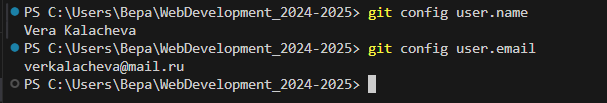 PS C:\Users\Вера\WebDevelopment_2024-2025> git config user.name
Vera Kalacheva
PS C:\Users\Вера\WebDevelopment_2024-2025> git config user.email
verkalacheva@mail.ru
PS C:\Users\Вера\WebDevelopment_2024-2025>